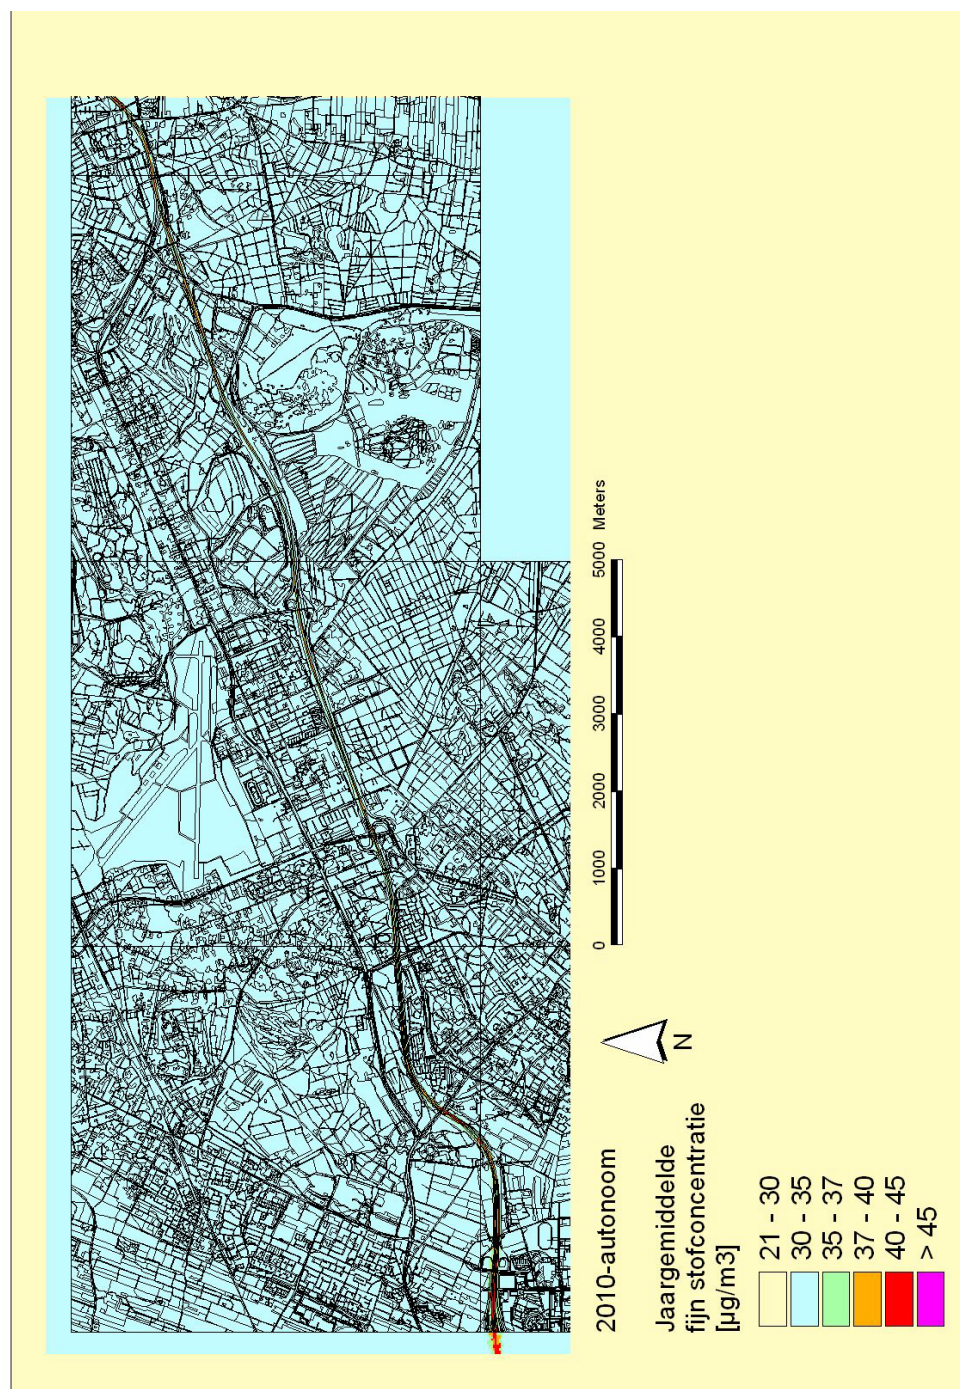 2010-autonoom
Jaargemiddelde
fijn stofconcentratie
[µg/m3]
21 - 30
30 - 35
35 - 37
37 - 40
40 - 45
> 45
N
0 1000 2000 3000 4000 5000 Meters